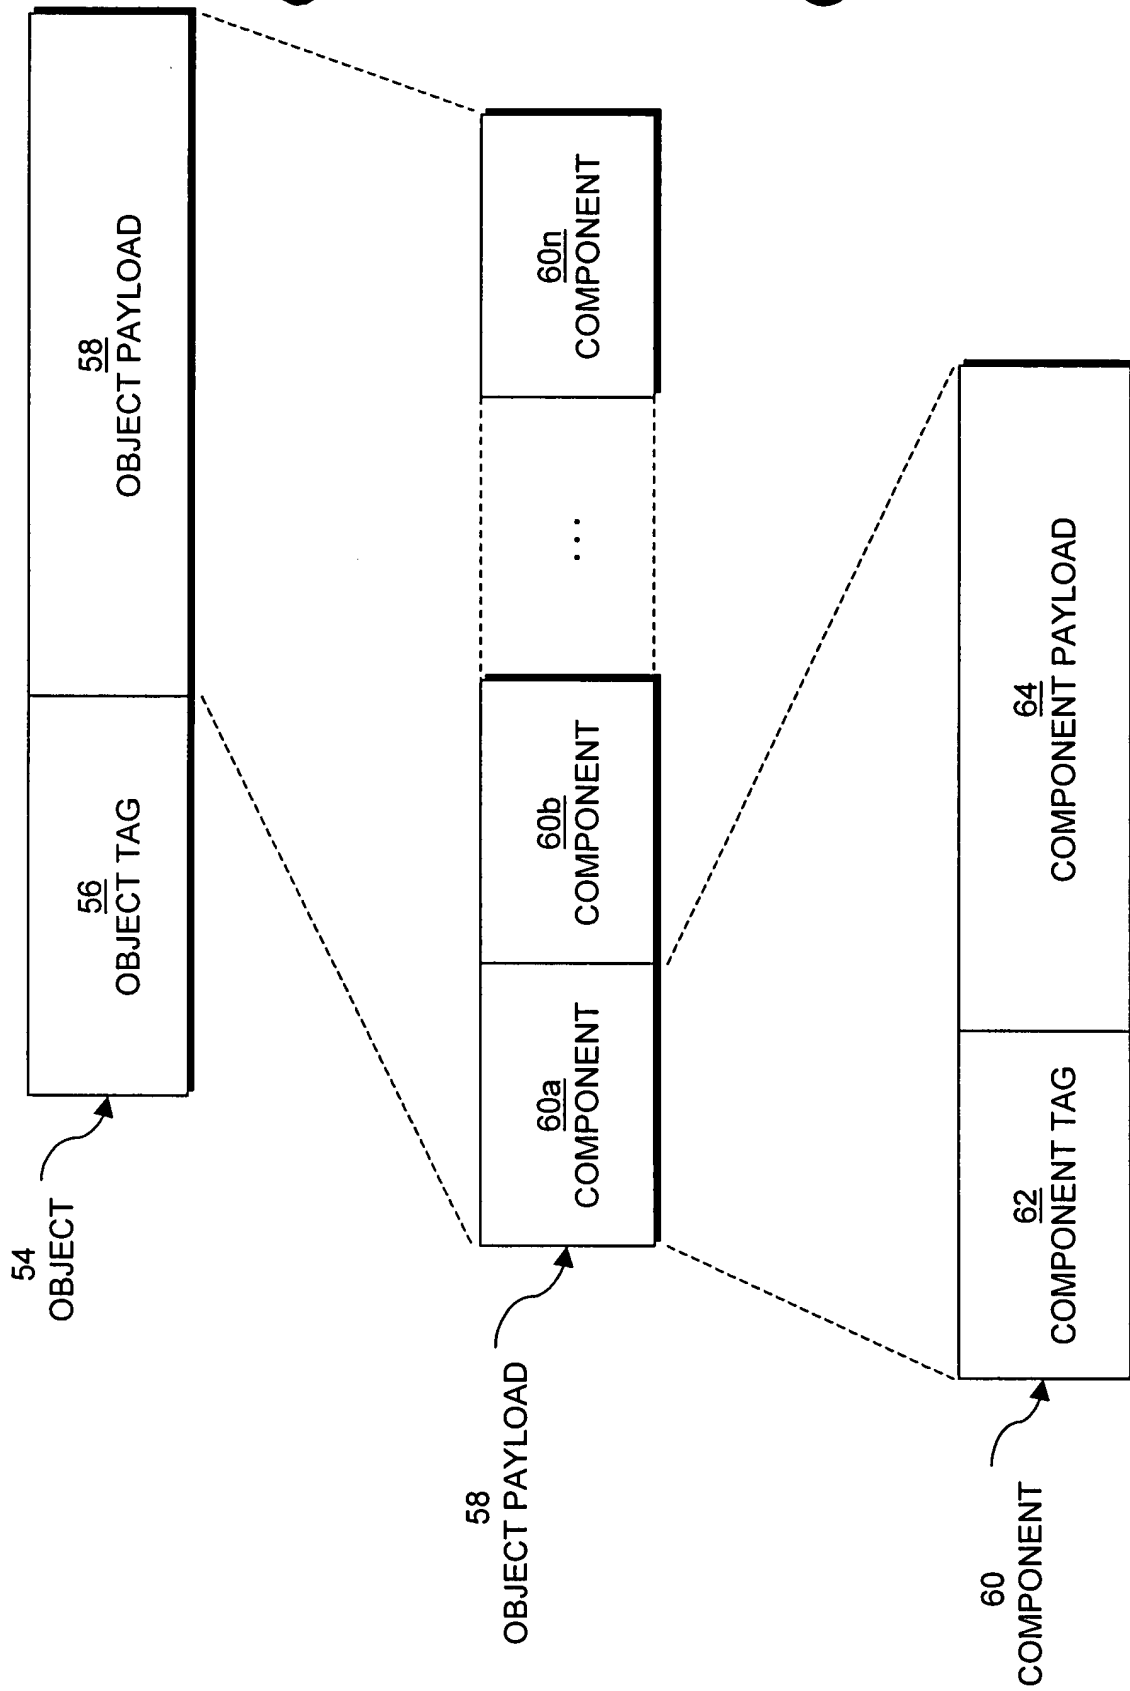 54
OBJECT
56
OBJECT TAG
58
OBJECT PAYLOAD
58
OBJECT PAYLOAD
60a
COMPONENT
60b
COMPONENT
...
60n
COMPONENT
60
COMPONENT
62
COMPONENT TAG
64
COMPONENT PAYLOAD